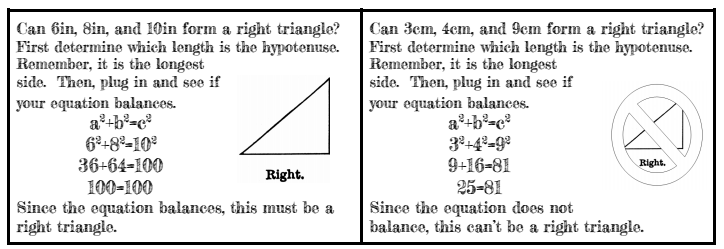 Can 6in, 8in, and 10in form a right triangle?
First determine which length is the hypotenuse.
Remember, it is the longest
side. Then, plug in and see if
your equation balances.
a²+b²=c²
6²+8²=10²
36+64=100
100=100
Right.
Since the equation balances, this must be a
right triangle.
Can 3cm, 4cm, and 9cm form a right triangle?
First determine which length is the hypotenuse.
Remember, it is the longest
side. Then, plug in and see if
your equation balances.
a²+b²=c²
3²+4²=9²
9+16=81
25=81
Right.
Since the equation does not
balance, this can't be a right triangle.